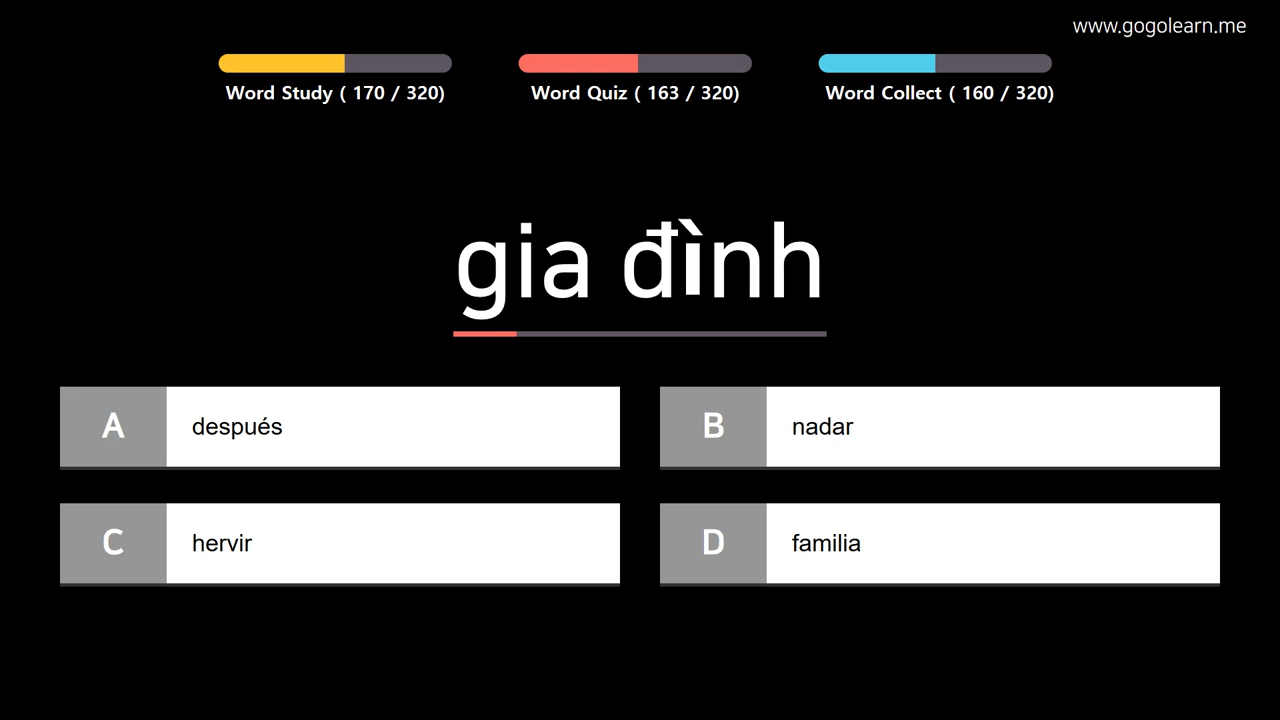 www.gogolearn.me
Word Study ( 170 / 320)
Word Quiz ( 163 / 320)
Word Collect ( 160 / 320)
gia đình
A después
B nadar
C hervir
D familia